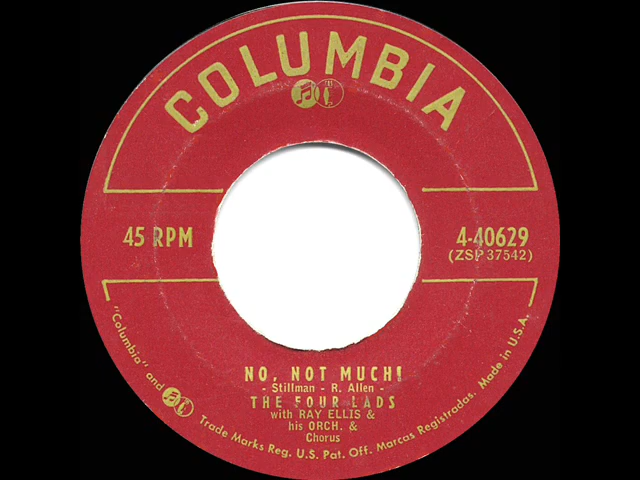 COLUMBIA
45 RPM
4-40629
(ZSP 37542)
NO, NOT MUCH!
- Stillman - R. Allen -
THE FOUR LADS
with RAY ELLIS &
his ORCH. &
Chorus
"Columbia" and Trade Marks Reg. U.S. Pat. Off. Marcas Registradas. Made in U.S.A.